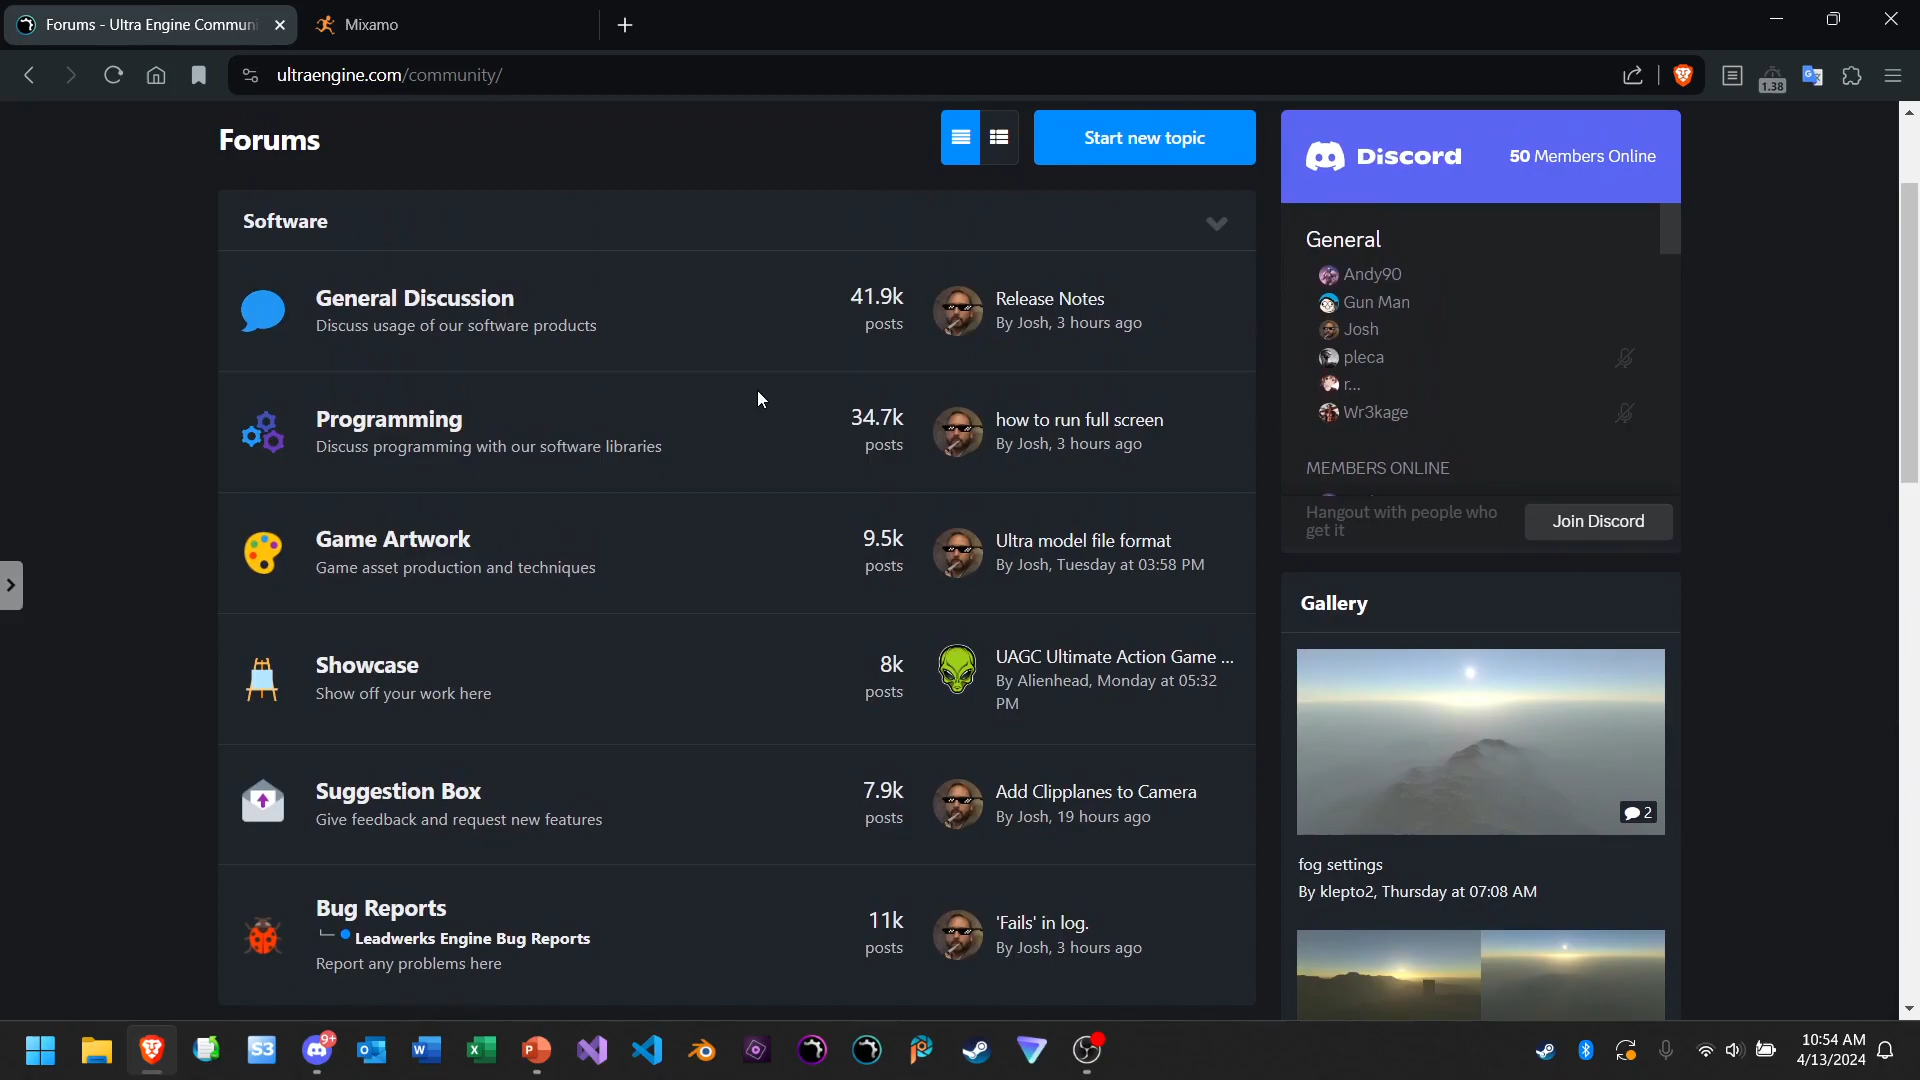 Forums - Ultra Engine Communi
Mixamo
ultraengine.com/community/
1.38
Forums
Start new topic
Software
General Discussion
Discuss usage of our software products
41.9k
posts
Release Notes
By Josh, 3 hours ago
Programming
Discuss programming with our software libraries
34.7k
posts
how to run full screen
By Josh, 3 hours ago
Game Artwork
Game asset production and techniques
9.5k
posts
Ultra model file format
By Josh, Tuesday at 03:58 PM
Showcase
Show off your work here
8k
posts
UAGC Ultimate Action Game ...
By Alienhead, Monday at 05:32
PM
Suggestion Box
Give feedback and request new features
7.9k
posts
Add Clipplanes to Camera
By Josh, 19 hours ago
Bug Reports
Leadwerks Engine Bug Reports
Report any problems here
11k
posts
'Fails' in log.
By Josh, 3 hours ago
Discord
50 Members Online
General
Andy90
Gun Man
Josh
pleca
r...
Wr3kage
MEMBERS ONLINE
Hangout with people who
get it
Join Discord
Gallery
2
fog settings
By klepto2, Thursday at 07:08 AM
S3
9+
10:54 AM
4/13/2024